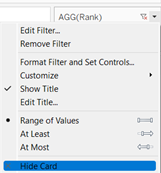 AGG(Rank)
Edit Filter...
Remove Filter
Format Filter and Set Controls...
Customize
Show Title
Edit Title...
Range of Values
At Least
At Most
Hide Card